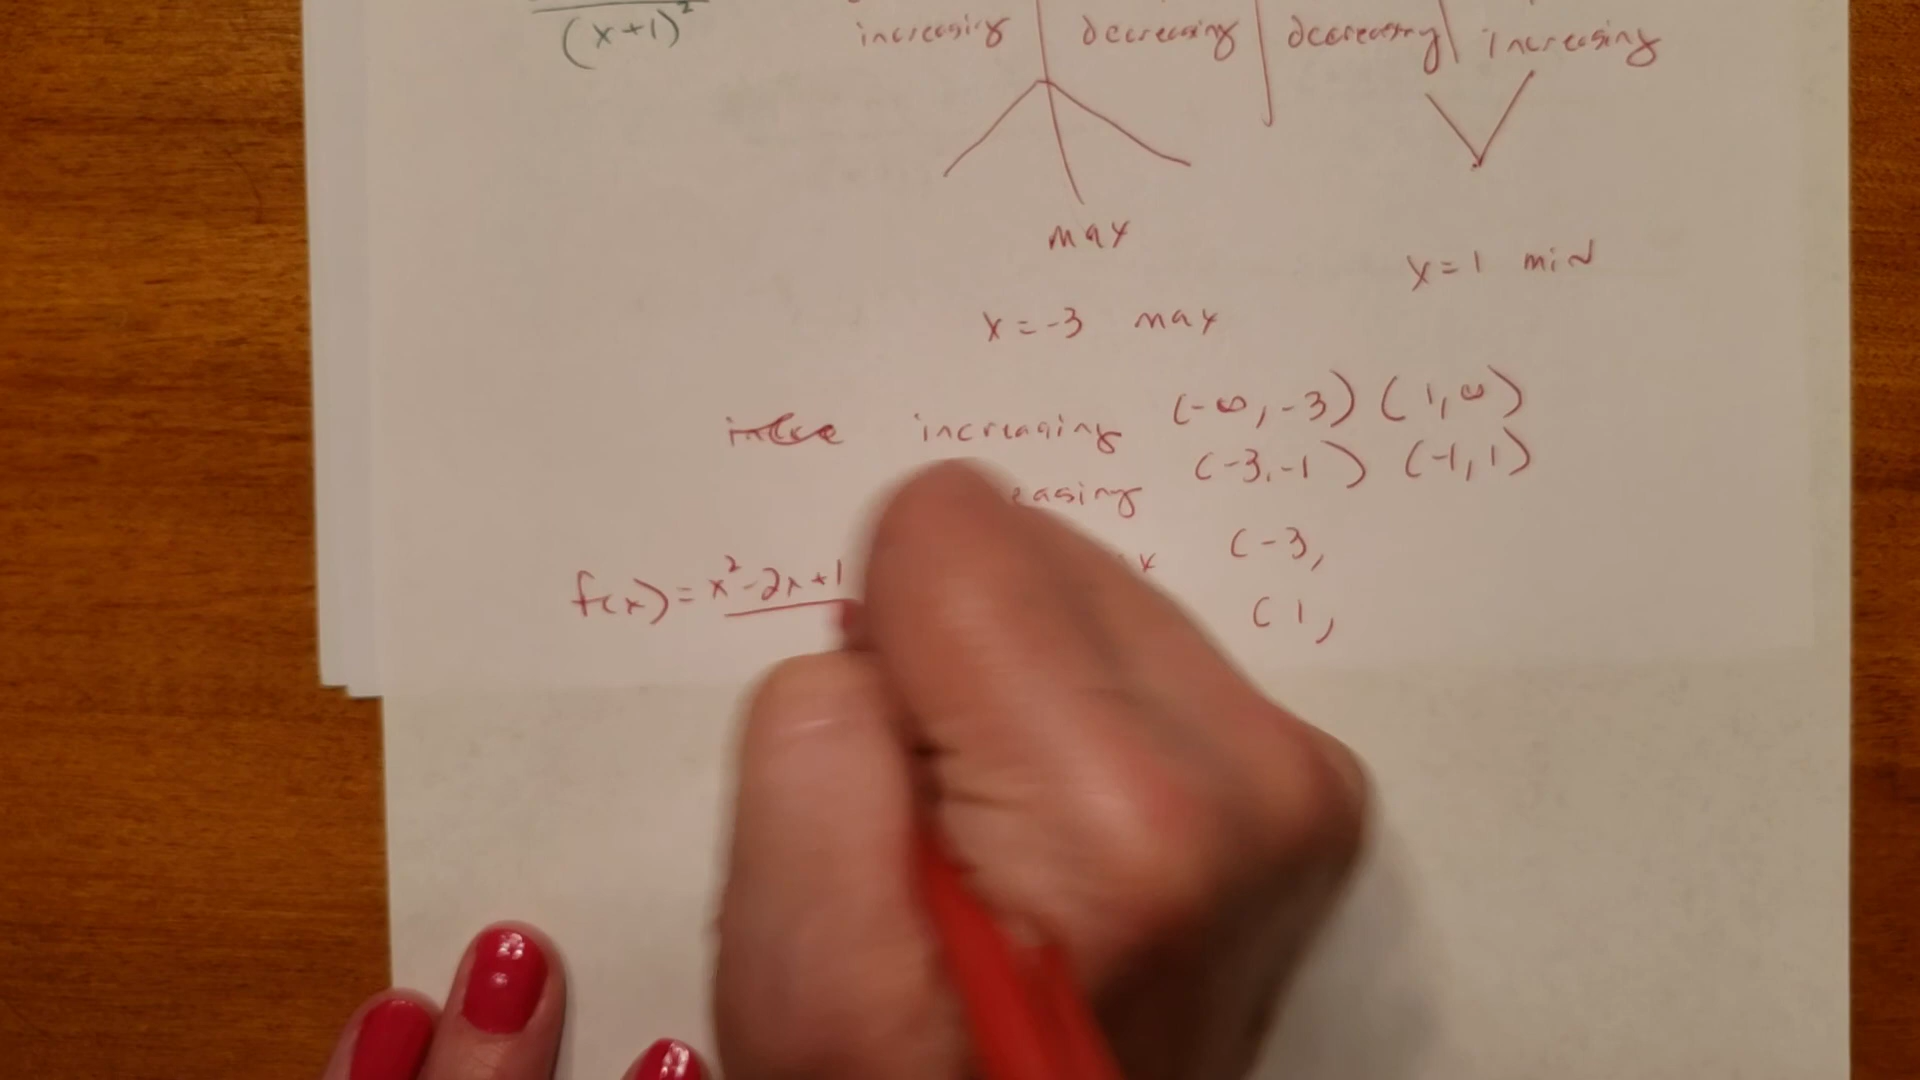 (x+1)²
increasing decreasing decreasing increasing
max
x=1 min
x=-3 max
increasing (-∞,-3) (1,∞)
easing (-3,-1) (-1,1)
x (-3,
f(x)=x²-2x+1
(1,